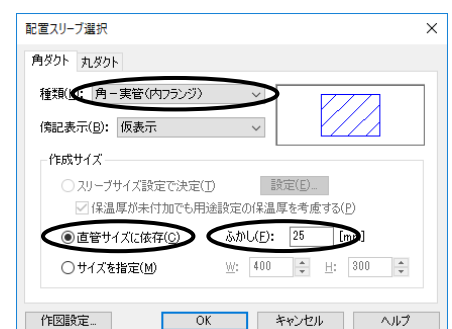 配置スリーブ選択
角ダクト 丸ダクト
種類(K): 角－実管(内フランジ)
傍記表示(B): 仮表示
作成サイズ
スリーブサイズ設定で決定(T) 設定(E)...
保温厚が未付加でも用途設定の保温厚を考慮する(P)
直管サイズに依存(C) ふかし(F): 25 [mm]
サイズを指定(M) W: 400 H: 300
作図設定... OK キャンセル ヘルプ